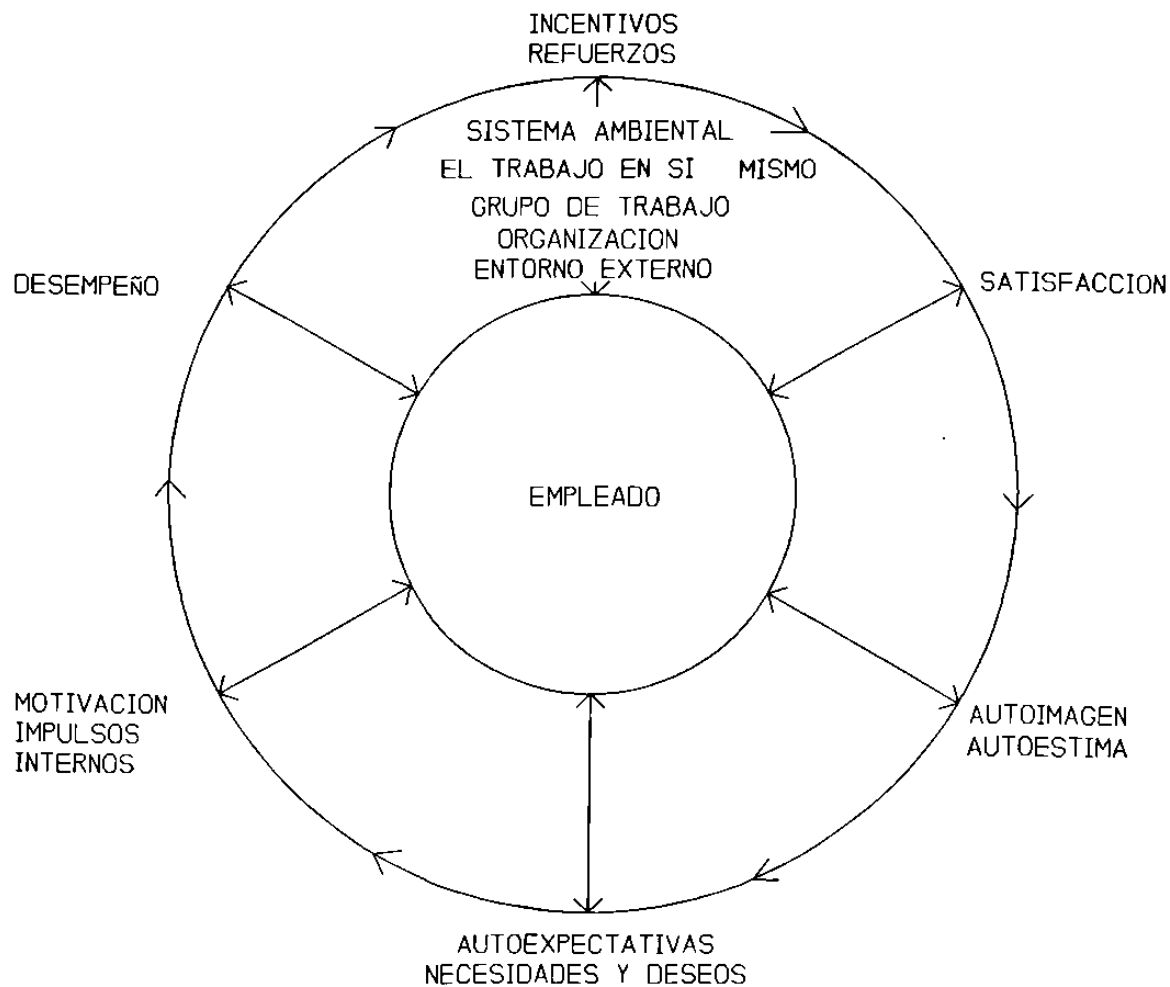 INCENTIVOS
REFUERZOS
SISTEMA AMBIENTAL
EL TRABAJO EN SI MISMO
GRUPO DE TRABAJO
ORGANIZACION
ENTORNO EXTERNO
DESEMPEÑO
SATISFACCION
EMPLEADO
MOTIVACION
IMPULSOS
INTERNOS
AUTOIMAGEN
AUTOESTIMA
AUTOEXPECTATIVAS
NECESIDADES Y DESEOS